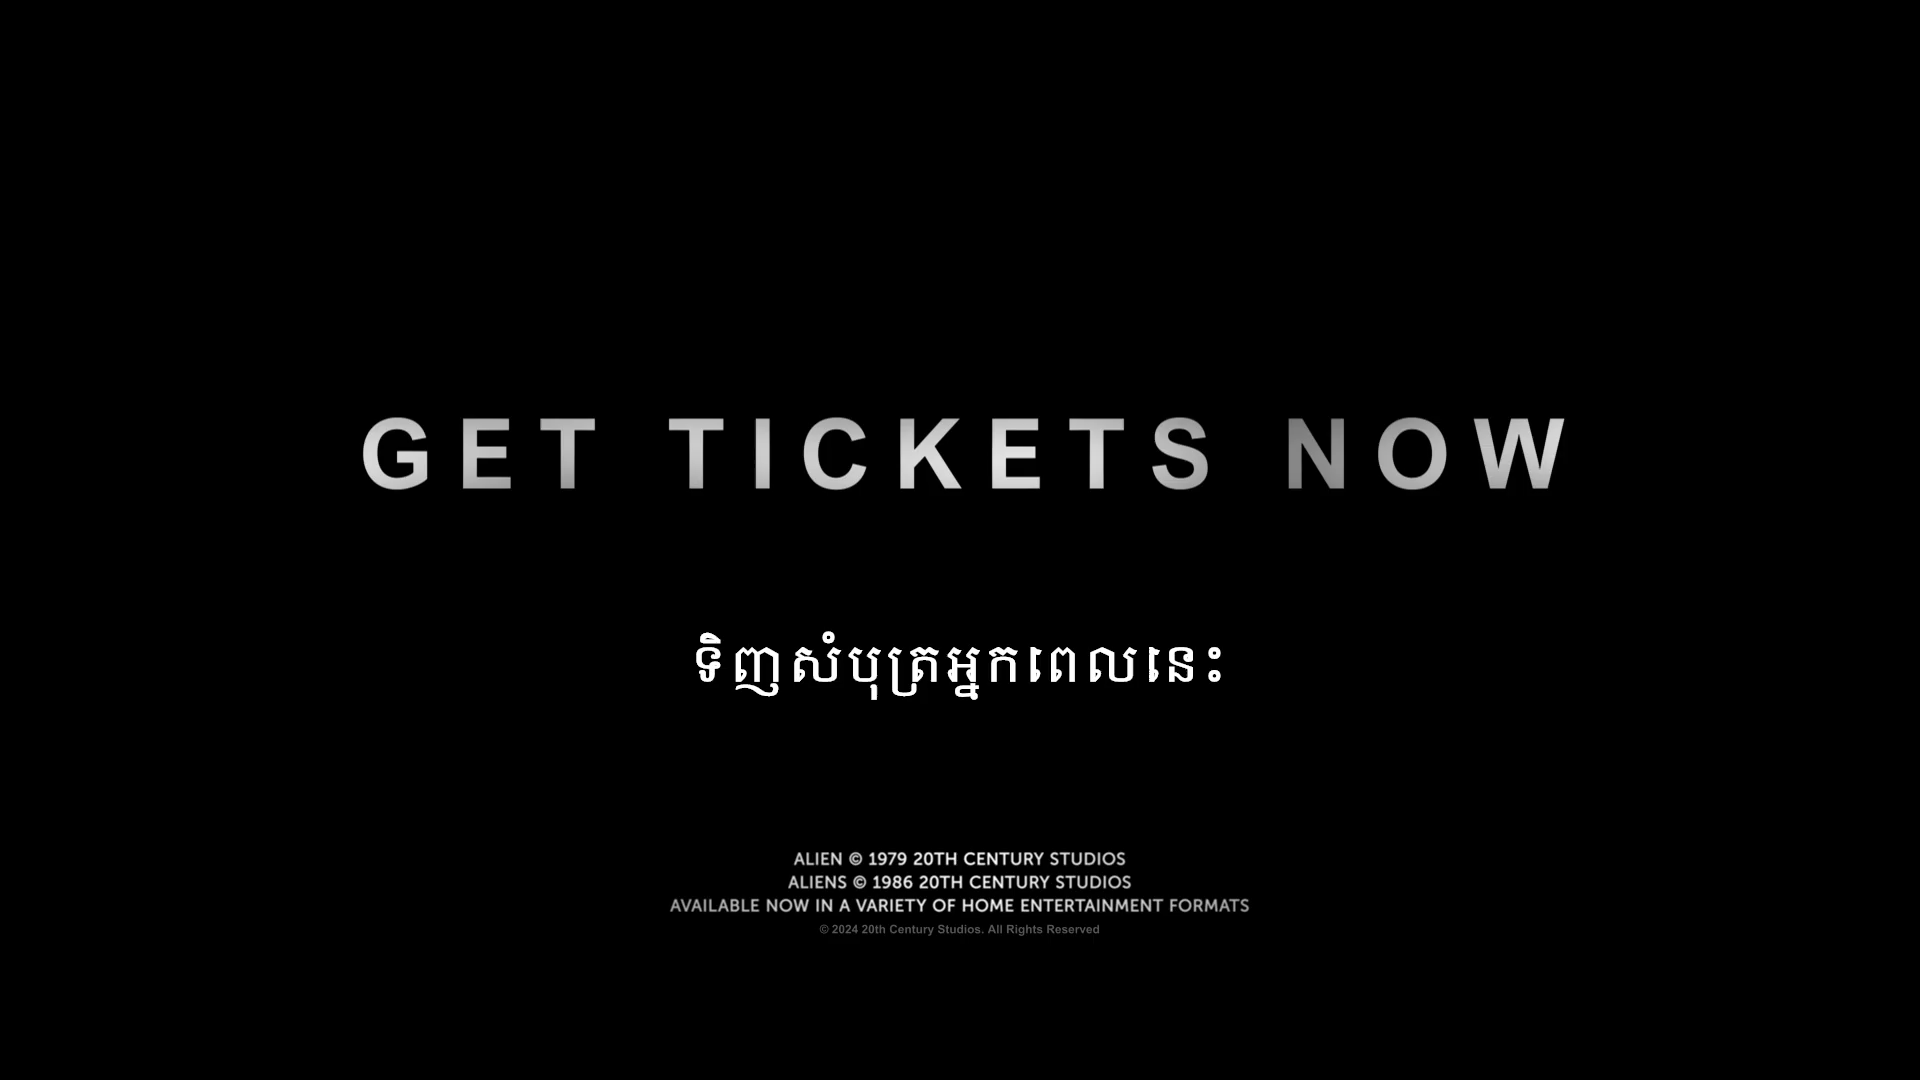 GET TICKETS NOW
ទិញសំបុត្រអ្នកពេលនេះ
ALIEN © 1979 20TH CENTURY STUDIOS
ALIENS © 1986 20TH CENTURY STUDIOS
AVAILABLE NOW IN A VARIETY OF HOME ENTERTAINMENT FORMATS
© 2024 20th Century Studios. All Rights Reserved